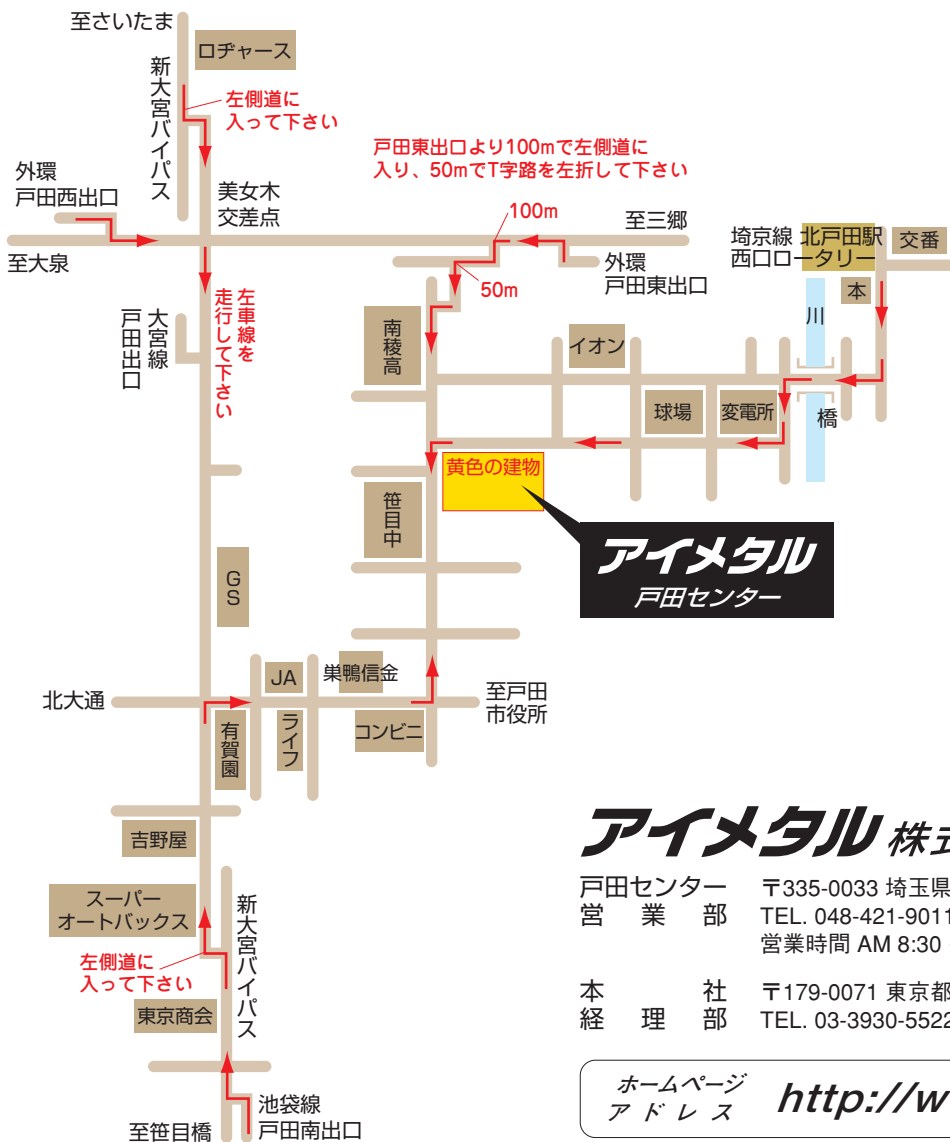 至さいたま
ロヂャース
新大宮バイパス
左側道に
入って下さい
戸田東出口より100mで左側道に
入り、50mでT字路を左折して下さい
外環
戸田西出口
美女木
交差点
100m
至三郷
埼京線 北戸田駅
西口ロータリー
交番
至大泉
外環
戸田東出口
50m
本
川
大宮線
戸田出口
左車線を
走行して下さい
南稜高
イオン
球場
変電所
橋
黄色の建物
笹目中
アイメタル
戸田センター
GS
JA
巣鴨信金
北大通
至戸田
市役所
有賀園
ライフ
コンビニ
吉野屋
スーパー
オートバックス
新大宮バイパス
左側道に
入って下さい
東京商会
池袋線
戸田南出口
至笹目橋
アイメタル 株式
戸田センター 〒335-0033 埼玉県
営業部 TEL. 048-421-9011
営業時間 AM 8:30
本社 〒179-0071 東京都
経理部 TEL. 03-3930-5522
ホームページ
アドレス
http://w